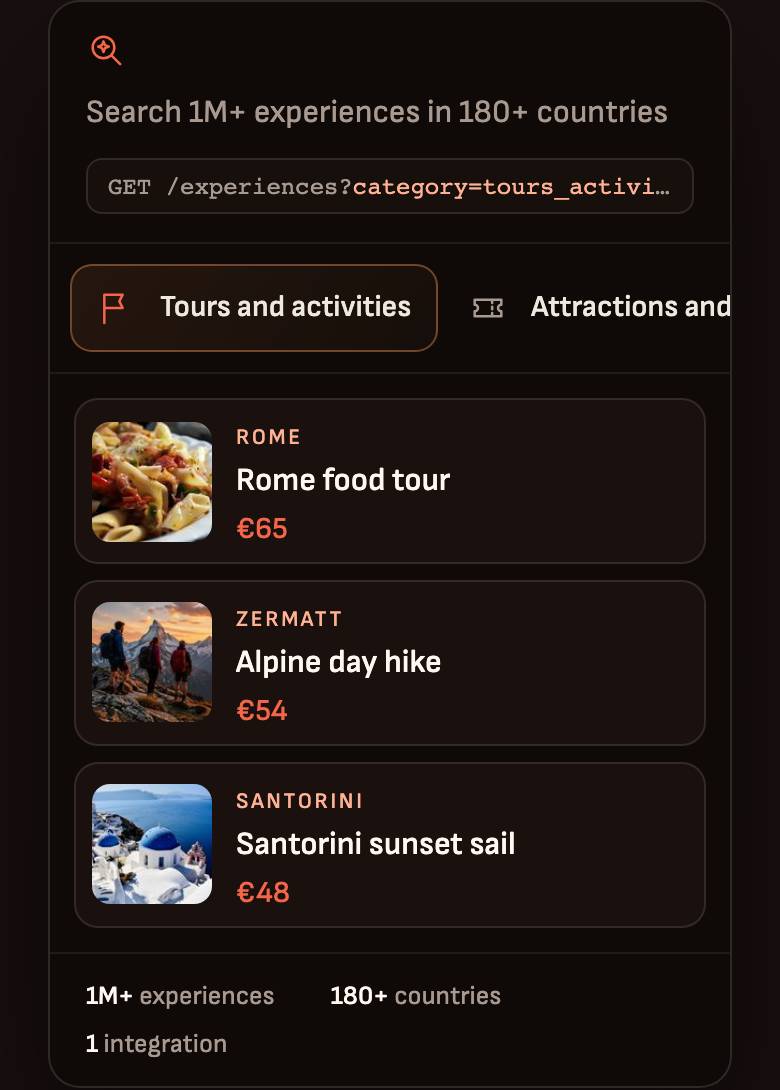 Search 1M+ experiences in 180+ countries
GET /experiences?category=tours_activi…
Tours and activities
Attractions and
ROME
Rome food tour
€65
ZERMATT
Alpine day hike
€54
SANTORINI
Santorini sunset sail
€48
1M+ experiences
180+ countries
1 integration